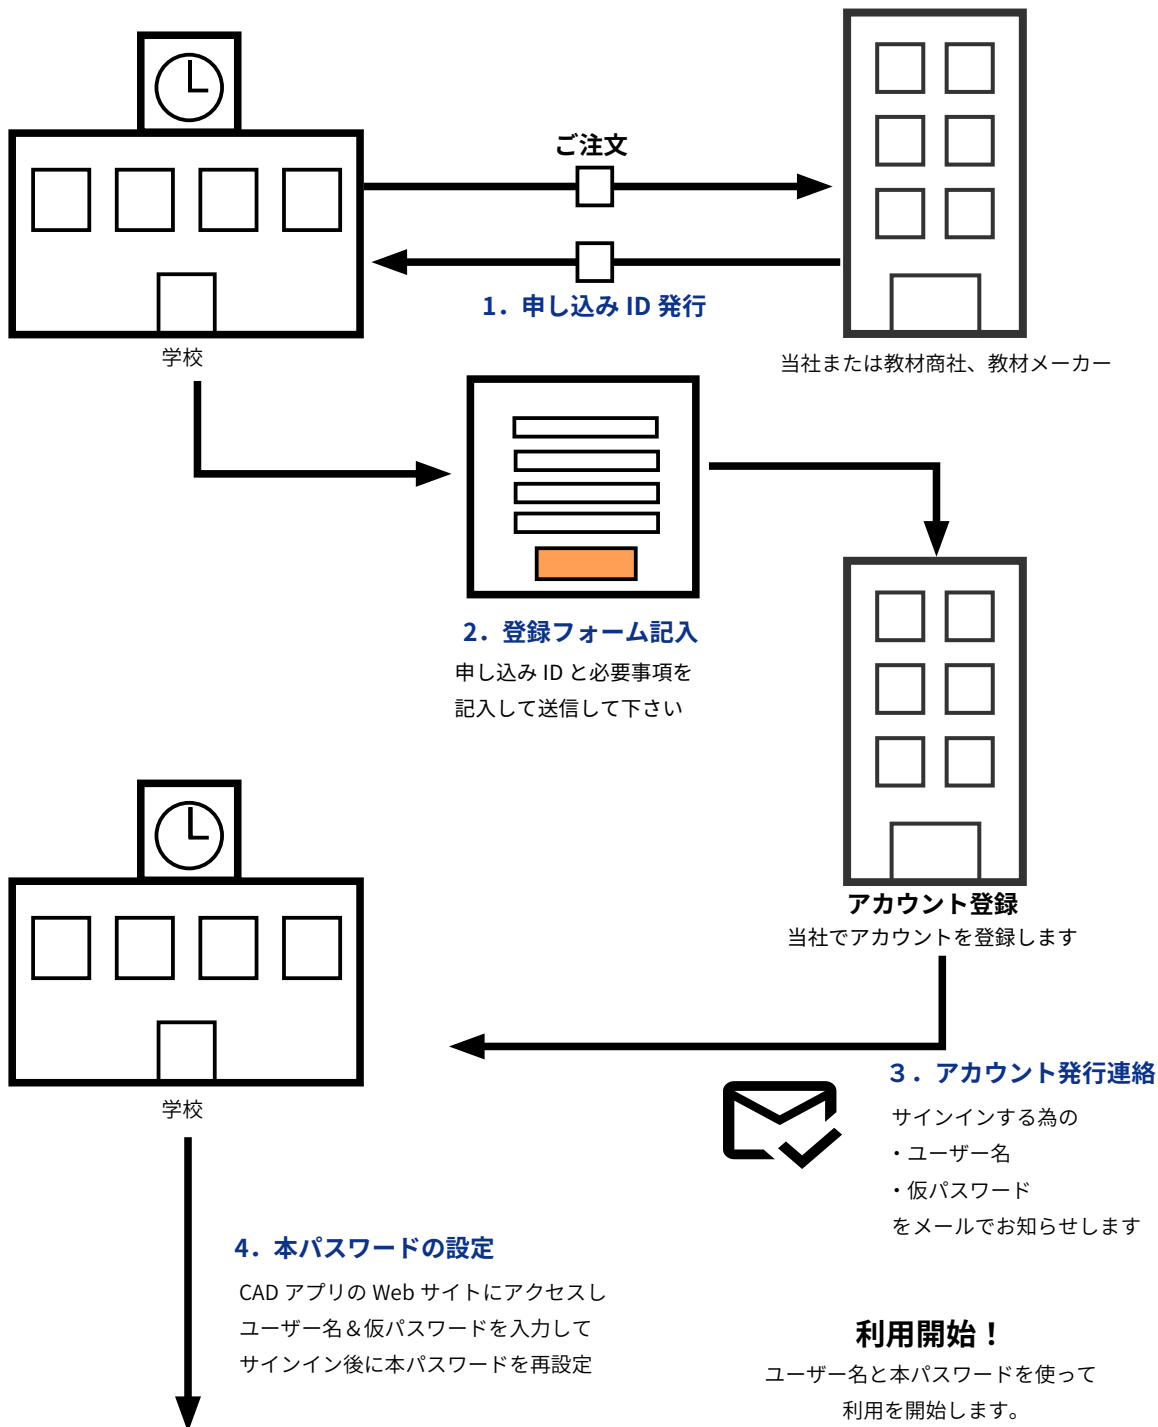 ご注文
1．申し込み ID 発行
学校
当社または教材商社、教材メーカー
2．登録フォーム記入
申し込み ID と必要事項を
記入して送信して下さい
アカウント登録
当社でアカウントを登録します
学校
３．アカウント発行連絡
サインインする為の
・ユーザー名
・仮パスワード
をメールでお知らせします
4．本パスワードの設定
CAD アプリの Web サイトにアクセスし
ユーザー名＆仮パスワードを入力して
サインイン後に本パスワードを再設定
利用開始！
ユーザー名と本パスワードを使って
利用を開始します。